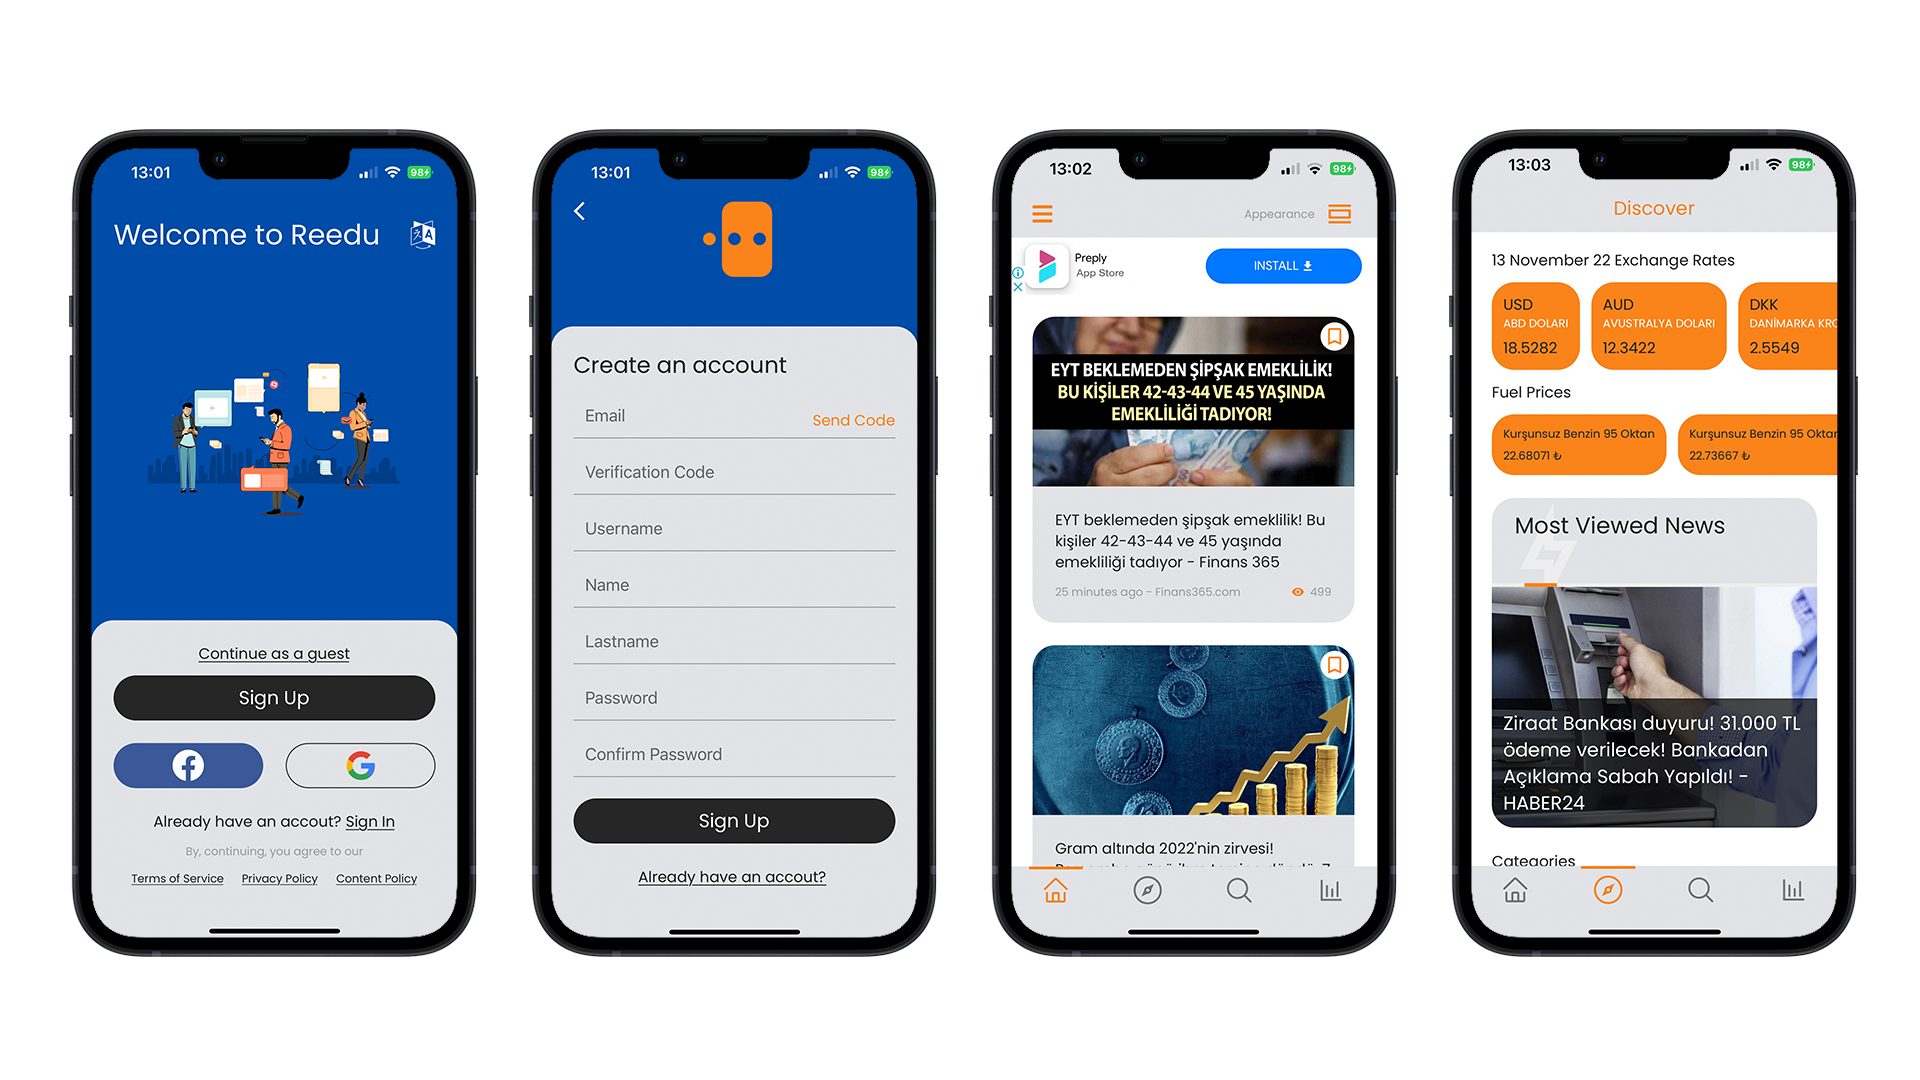 13:01
98
Welcome to Reedu
Continue as a guest
Sign Up
Already have an accout? Sign In
By, continuing, you agree to our
Terms of Service Privacy Policy Content Policy
13:01
98
Create an account
Email
Send Code
Verification Code
Username
Name
Lastname
Password
Confirm Password
Sign Up
Already have an accout?
13:02
98
Appearance
Preply
App Store
INSTALL
EYT BEKLEMEDEN ŞİPŞAK EMEKLİLİK!
BU KİŞİLER 42-43-44 VE 45 YAŞINDA
EMEKLİLİĞİ TADIYOR!
EYT beklemeden şipşak emeklilik! Bu
kişiler 42-43-44 ve 45 yaşında
emekliliği tadıyor - Finans 365
25 minutes ago - Finans365.com
499
Gram altında 2022'nin zirvesi!
13:03
98
Discover
13 November 22 Exchange Rates
USD
ABD DOLARI
18.5282
AUD
AVUSTRALYA DOLARI
12.3422
DKK
DANİMARKA KRO
2.5549
Fuel Prices
Kurşunsuz Benzin 95 Oktan
22.68071 ₺
Kurşunsuz Benzin 95 Oktan
22.73667 ₺
Most Viewed News
Ziraat Bankası duyuru! 31.000 TL
ödeme verilecek! Bankadan
Açıklama Sabah Yapıldı! -
HABER24
Categories